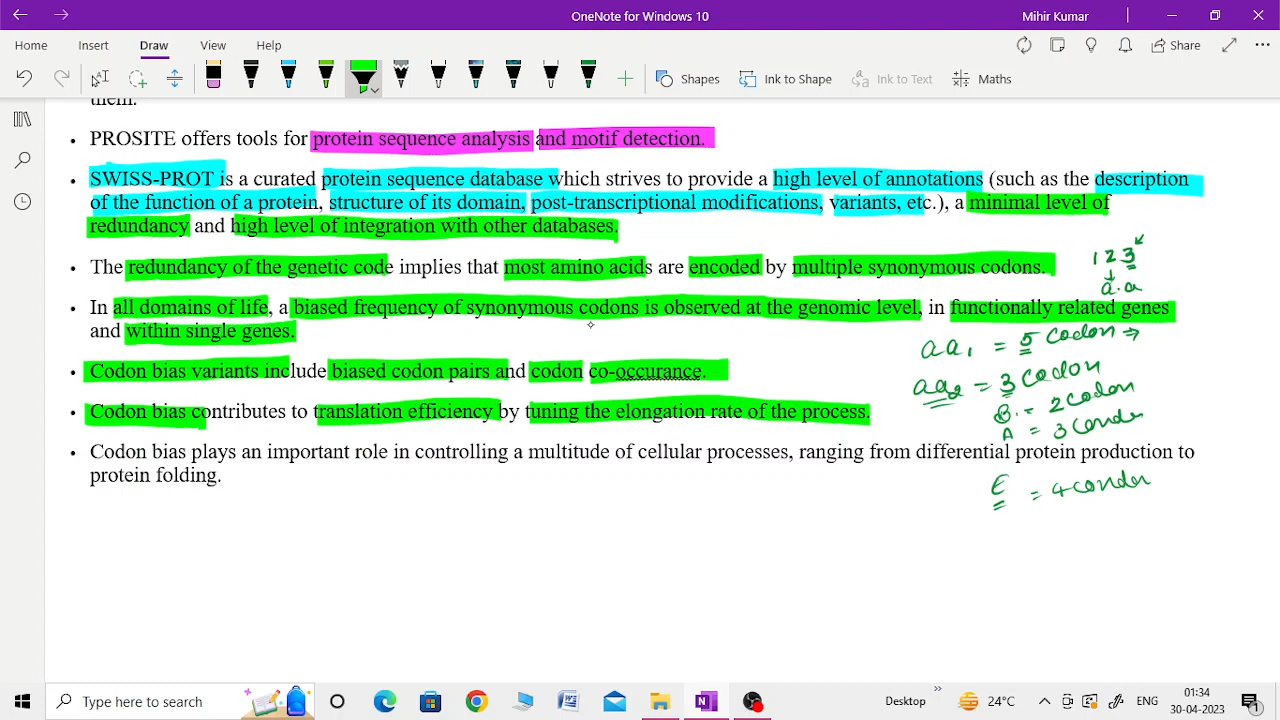 OneNote for Windows 10
Mihir Kumar
Home Insert Draw View Help
Share
Shapes Ink to Shape Ink to Text Maths
them.
• PROSITE offers tools for protein sequence analysis and motif detection.
• SWISS-PROT is a curated protein sequence database which strives to provide a high level of annotations (such as the description
of the function of a protein, structure of its domain, post-transcriptional modifications, variants, etc.), a minimal level of
redundancy and high level of integration with other databases.
• The redundancy of the genetic code implies that most amino acids are encoded by multiple synonymous codons.
1 2 3
a.a
• In all domains of life, a biased frequency of synonymous codons is observed at the genomic level, in functionally related genes
and within single genes.
aa1 = 5 codon →
• Codon bias variants include biased codon pairs and codon co-occurance.
aa2 = 3 codon
= 2 codon
• Codon bias contributes to translation efficiency by tuning the elongation rate of the process.
A = 3 condn
• Codon bias plays an important role in controlling a multitude of cellular processes, ranging from differential protein production to
protein folding.
E = 4 condn
Type here to search
Desktop
24°C
ENG
01:34
30-04-2023